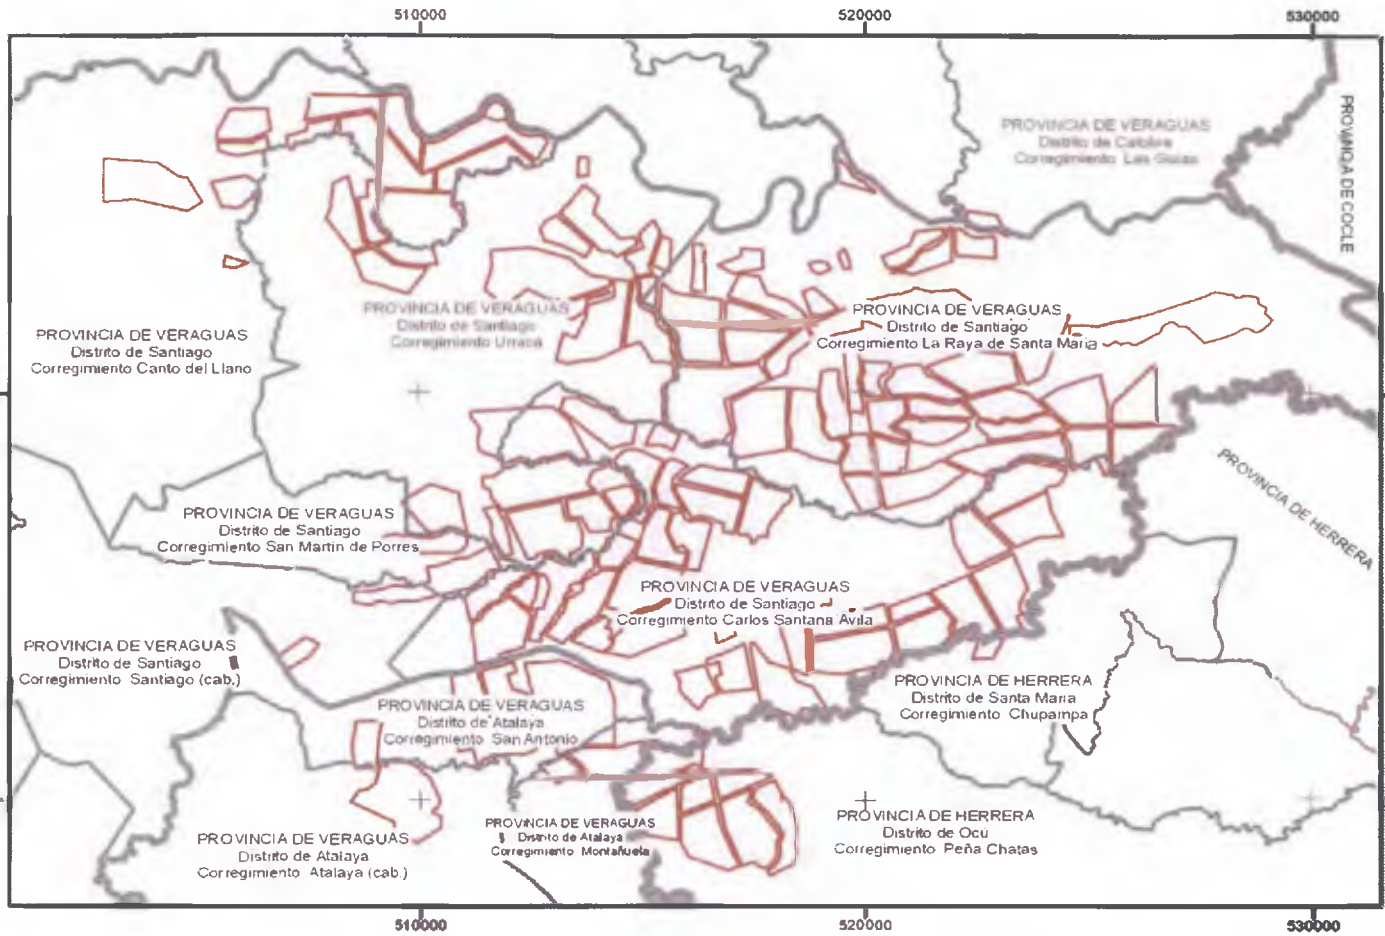 510000
520000
530000
PROVINCIA DE VERAGUAS
Distrito de Calobre
Corregimiento Las Guias
PROVINCIA DE COCLE
PROVINCIA DE VERAGUAS
Distrito de Santiago
Corregimiento Urraca
PROVINCIA DE VERAGUAS
Distrito de Santiago
Corregimiento La Raya de Santa Maria
PROVINCIA DE VERAGUAS
Distrito de Santiago
Corregimiento Canto del Llano
PROVINCIA DE HERRERA
PROVINCIA DE VERAGUAS
Distrito de Santiago
Corregimiento San Martin de Porres
PROVINCIA DE VERAGUAS
Distrito de Santiago
Corregimiento Carlos Santana Avila
PROVINCIA DE VERAGUAS
Distrito de Santiago
Corregimiento Santiago (cab.)
PROVINCIA DE HERRERA
Distrito de Santa Maria
Corregimiento Chupampa
PROVINCIA DE VERAGUAS
Distrito de Atalaya
Corregimiento San Antonio
PROVINCIA DE VERAGUAS
Distrito de Atalaya
Corregimiento Montañuela
PROVINCIA DE HERRERA
Distrito de Ocú
Corregimiento Peña Chatas
PROVINCIA DE VERAGUAS
Distrito de Atalaya
Corregimiento Atalaya (cab.)
510000
520000
530000